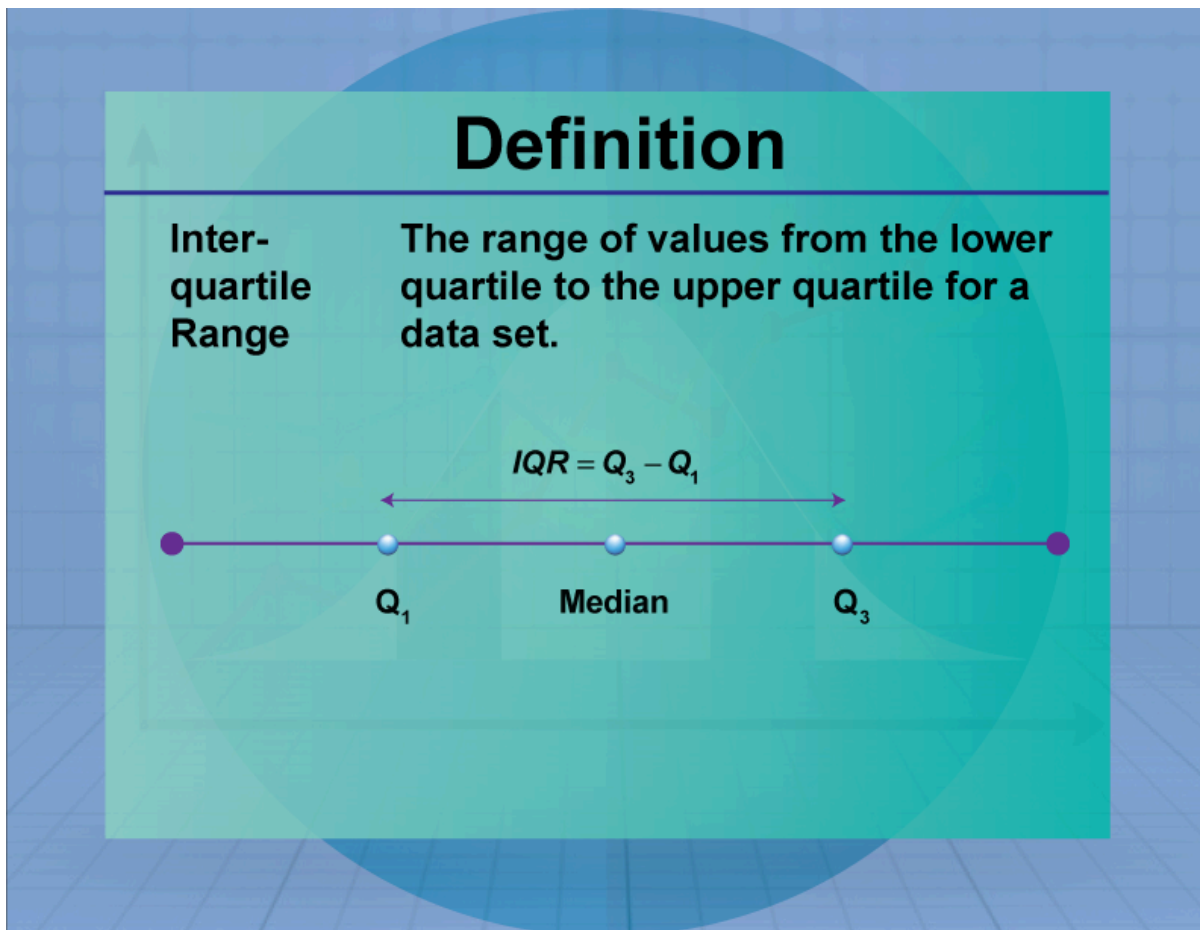 Definition
Inter-
quartile
Range
The range of values from the lower
quartile to the upper quartile for a
data set.
IQR = Q₃ − Q₁
Q₁ Median Q₃